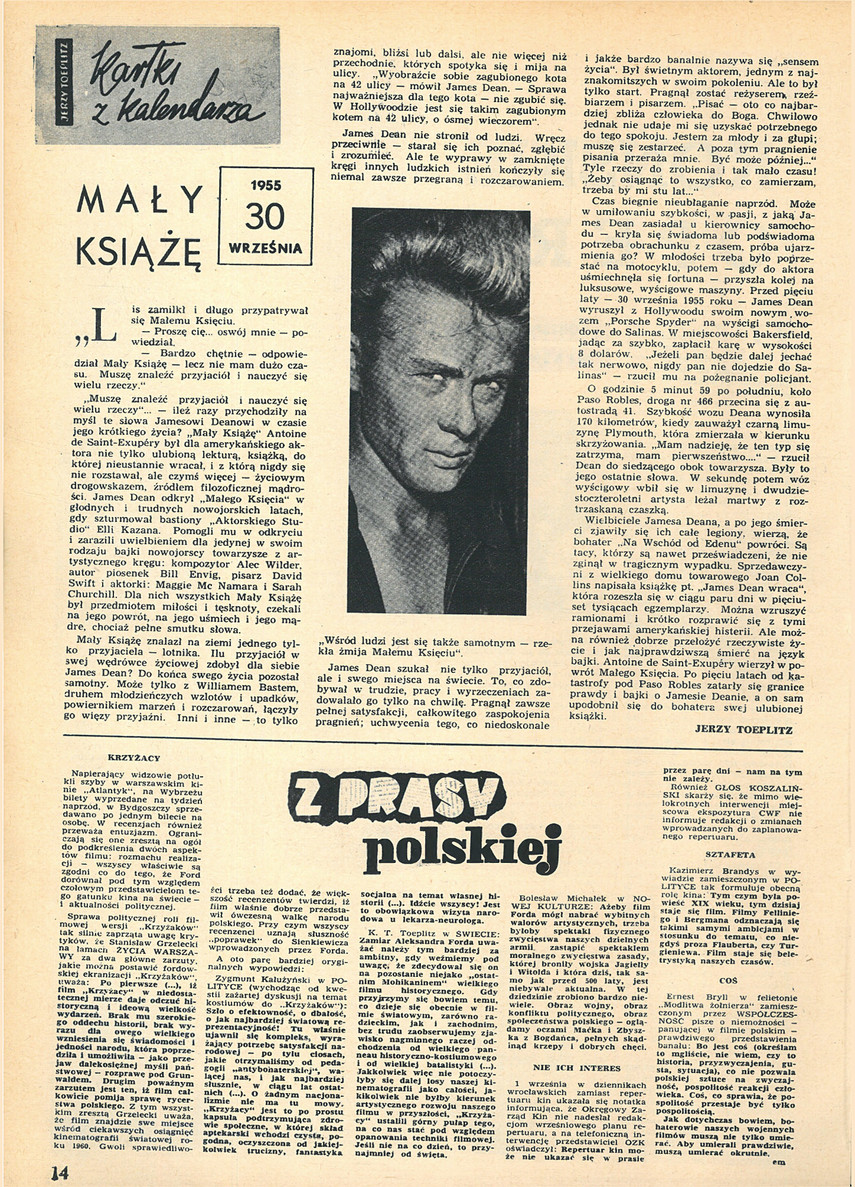 JERZY TOEPLITZ
Kartki
z kalendarza
MAŁY
KSIĄŻĘ
1955
30
WRZEŚNIA
„Lis zamilkł i długo przypatrywał
się Małemu Księciu.
— Proszę cię... oswój mnie — po-
wiedział.
— Bardzo chętnie — odpowie-
dział Mały Książę — lecz nie mam dużo cza-
su. Muszę znaleźć przyjaciół i nauczyć się
wielu rzeczy."
„Muszę znaleźć przyjaciół i nauczyć się
wielu rzeczy"... — ileż razy przychodziły na
myśl te słowa Jamesowi Deanowi w czasie
jego krótkiego życia? „Mały Książę" Antoine
de Saint-Exupéry był dla amerykańskiego ak-
tora nie tylko ulubioną lekturą, książką, do
której nieustannie wracał, i z którą nigdy się
nie rozstawał, ale czymś więcej — życiowym
drogowskazem, źródłem filozoficznej mądro-
ści. James Dean odkrył „Małego Księcia" w
głodnych i trudnych nowojorskich latach,
gdy szturmował bastiony „Aktorskiego Stu-
dio" Elli Kazana. Pomogli mu w odkryciu
i zarazili uwielbieniem dla jedynej w swoim
rodzaju bajki nowojorscy towarzysze z ar-
tystycznego kręgu: kompozytor Alec Wilder,
autor piosenek Bill Envig, pisarz David
Swift i aktorki: Maggie Mc Namara i Sarah
Churchill. Dla nich wszystkich Mały Książę
był przedmiotem miłości i tęsknoty, czekali
na jego powrót, na jego uśmiech i jego mą-
dre, chociaż pełne smutku słowa.
Mały Książę znalazł na ziemi jednego tyl-
ko przyjaciela — lotnika. Ilu przyjaciół w
swej wędrówce życiowej zdobył dla siebie
James Dean? Do końca swego życia pozostał
samotny. Może tylko z Williamem Bastem,
druhem młodzieńczych wzlotów i upadków,
powiernikiem marzeń i rozczarowań, łączyły
go więzy przyjaźni. Inni i inne — to tylko
znajomi, bliżsi lub dalsi, ale nie więcej niż
przechodnie, których spotyka się i mija na
ulicy. „Wyobraźcie sobie zagubionego kota
na 42 ulicy — mówił James Dean. — Sprawa
najważniejsza dla tego kota — nie zgubić się.
W Hollywoodzie jest się takim zagubionym
kotem na 42 ulicy, o ósmej wieczorem".
James Dean nie stronił od ludzi. Wręcz
przeciwnie — starał się ich poznać, zgłębić
i zrozumieć. Ale te wyprawy w zamknięte
kręgi innych ludzkich istnień kończyły się
niemal zawsze przegraną i rozczarowaniem.
„Wśród ludzi jest się także samotnym — rze-
kła żmija Małemu Księciu".
James Dean szukał nie tylko przyjaciół,
ale i swego miejsca na świecie. To, co zdo-
bywał w trudzie, pracy i wyrzeczeniach za-
dowalało go tylko na chwilę. Pragnął zawsze
pełnej satysfakcji, całkowitego zaspokojenia
pragnień; uchwycenia tego, co niedoskonale
i jakże bardzo banalnie nazywa się „sensem
życia". Był świetnym aktorem, jednym z naj-
znakomitszych w swoim pokoleniu. Ale to był
tylko start. Pragnął zostać reżyserem, rzeź-
biarzem i pisarzem. „Pisać — oto co najbar-
dziej zbliża człowieka do Boga. Chwilowo
jednak nie udaje mi się uzyskać potrzebnego
do tego spokoju. Jestem za młody i za głupi;
muszę się zestarzeć. A poza tym pragnienie
pisania przeraża mnie. Być może później..."
Tyle rzeczy do zrobienia i tak mało czasu!
„Żeby osiągnąć to wszystko, co zamierzam,
trzeba by mi stu lat..."
Czas biegnie nieubłaganie naprzód. Może
w umiłowaniu szybkości, w pasji, z jaką Ja-
mes Dean zasiadał u kierownicy samocho-
du — kryła się świadoma lub podświadoma
potrzeba obrachunku z czasem, próba ujarz-
mienia go? W młodości trzeba było poprze-
stać na motocyklu, potem — gdy do aktora
uśmiechnęła się fortuna — przyszła kolej na
luksusowe, wyścigowe maszyny. Przed pięciu
laty — 30 września 1955 roku — James Dean
wyruszył z Hollywoodu swoim nowym wo-
zem „Porsche Spyder" na wyścigi samocho-
dowe do Salinas. W miejscowości Bakersfield,
jadąc za szybko, zapłacił karę w wysokości
8 dolarów. „Jeżeli pan będzie dalej jechać
tak nerwowo, nigdy pan nie dojedzie do Sa-
linas" — rzucił mu na pożegnanie policjant.
O godzinie 5 minut 59 po południu, koło
Paso Robles, droga nr 466 przecina się z au-
tostradą 41. Szybkość wozu Deana wynosiła
170 kilometrów, kiedy zauważył czarną limu-
zynę Plymouth, która zmierzała w kierunku
skrzyżowania. „Mam nadzieję, że ten typ się
zatrzyma, mam pierwszeństwo...." — rzucił
Dean do siedzącego obok towarzysza. Były to
jego ostatnie słowa. W sekundę potem wóz
wyścigowy wbił się w limuzynę i dwudzie-
stoczteroletni artysta leżał martwy z roz-
trzaskaną czaszką.
Wielbiciele Jamesa Deana, a po jego śmier-
ci zjawiły się ich całe legiony, wierzą, że
bohater „Na Wschód od Edenu" powróci. Są
tacy, którzy są nawet przeświadczeni, że nie
zginął w tragicznym wypadku. Sprzedawczy-
ni z wielkiego domu towarowego Joan Col-
lins napisała książkę pt. „James Dean wraca",
która rozeszła się w ciągu paru dni w pięciu-
set tysiącach egzemplarzy. Można wzruszyć
ramionami i krótko rozprawić się z tymi
przejawami amerykańskiej histerii. Ale moż-
na również dobrze przełożyć rzeczywiste ży-
cie i jak najprawdziwszą śmierć na język
bajki. Antoine de Saint-Exupéry wierzył w po-
wrót Małego Księcia. Po pięciu latach od ka-
tastrofy pod Paso Robles zatarły się granice
prawdy i bajki o Jamesie Deanie, a on sam
upodobnił się do bohatera swej ulubionej
książki.
JERZY TOEPLITZ
Z PRASY
polskiej
KRZYŻACY
Napierający widzowie potłu-
kli szyby w warszawskim ki-
nie „Atlantyk", na Wybrzeżu
bilety wyprzedane na tydzień
naprzód, w Bydgoszczy sprze-
dawano po jednym bilecie na
osobę. W recenzjach również
przeważa entuzjazm. Ograni-
czają się one zresztą na ogół
do podkreślenia dwóch aspek-
tów filmu: rozmachu realiza-
cji — wszyscy właściwie są
zgodni co do tego, że Ford
dorównał pod tym względem
czołowym przedstawicielom te-
go gatunku kina na świecie —
i aktualności politycznej.
Sprawa politycznej roli fil-
mowej wersji „Krzyżaków"
tak silnie zaprząta uwagę kry-
tyków, że Stanisław Grzelecki
na łamach ŻYCIA WARSZA-
WY za dwa główne zarzuty,
jakie można postawić fordow-
skiej ekranizacji „Krzyżaków",
uważa: Po pierwsze (...), iż
film „Krzyżacy" w niedosta-
tecznej mierze daje odczuć hi-
storyczną i ideową wielkość
wydarzeń. Brak mu szerokie-
go oddechu historii, brak wy-
razu dla owego wielkiego
wzniesienia się świadomości i
jedności narodu, która poprze-
dziła i umożliwiła — jako prze-
jaw dalekosiężnej myśli pań-
stwowej — rozprawę pod Grun-
waldem. Drugim poważnym
zarzutem jest ten, iż film cał-
kowicie pomija sprawę rycer-
stwa polskiego. Z tym wszyst-
kim zresztą Grzelecki uważa,
że film znajdzie swe miejsce
wśród ciekawszych osiągnięć
kinematografii światowej ro-
ku 1960. Gwoli sprawiedliwo-
ści trzeba też dodać, że więk-
szość recenzentów twierdzi, iż
film właśnie dobrze przedsta-
wił ówczesną walkę narodu
polskiego. Przy czym wszyscy
recenzenci uznają słuszność
„poprawek" do Sienkiewicza
wprowadzonych przez Forda.
A oto parę bardziej orygi-
nalnych wypowiedzi:
Zygmunt Kałużyński w PO-
LITYCE (wychodząc od kwe-
stii zażartej dyskusji na temat
kostiumów do „Krzyżaków"):
Szło o efektowność, o dbałość,
o jak najbardziej światową re-
prezentacyjność! Tu właśnie
ujawnił się kompleks, wyra-
żający potrzebę satysfakcji na-
rodowej — po tylu ciosach,
jakie otrzymaliśmy od peda-
gogii „antybohaterskiej", wa-
lącej nas, i jak najbardziej
słusznie, w ciągu lat ostat-
nich (...). O żadnym nacjona-
lizmie nie ma tu mowy.
„Krzyżacy" jest to po prostu
kapsuła podtrzymująca zdro-
wie społeczne, w której skład
aptekarski wchodzi czysta, po-
godna, oczyszczona od jakiej-
kolwiek trucizny, fantastyka
socjalna na temat własnej hi-
storii (...). Idźcie wszyscy! Jest
to obowiązkowa wizyta naro-
dowa u lekarza-neurologa.
K. T. Toeplitz w ŚWIECIE:
Zamiar Aleksandra Forda uwa-
żać należy tym bardziej za
ambitny, gdy weźmiemy pod
uwagę, że zdecydował się on
na pozostanie niejako „ostat-
nim Mohikaninem" wielkiego
filmu historycznego. Gdy
przyjrzymy się bowiem temu,
co dzieje się obecnie w fil-
mie światowym, zarówno ra-
dzieckim, jak i zachodnim,
bez trudu zaobserwujemy zja-
wisko nagminnego raczej od-
chodzenia od wielkiego pan-
neau historyczno-kostiumowego
i od wielkiej batalistyki (...).
Jakkolwiek więc nie potoczy-
łyby się dalej losy naszej ki-
nematografii jako całości, ja-
kikolwiek nie byłby kierunek
artystycznego rozwoju naszego
filmu w przyszłości, „Krzyża-
cy" ustalili górny pułap tego,
na co nas stać pod względem
opanowania techniki filmowej.
Jeśli nie na co dzień, to przy-
najmniej od święta.
Bolesław Michałek w NO-
WEJ KULTURZE: Ażeby film
Forda mógł nabrać wybitnych
walorów artystycznych, trzeba
byłoby spektakl fizycznego
zwycięstwa naszych dzielnych
armii zastąpić spektaklem
moralnego zwycięstwa zasady,
której bronili wojska Jagiełły
i Witolda i która dziś, tak sa-
mo jak przed 500 laty, jest
niebywale aktualna. W tej
dziedzinie zrobiono bardzo nie-
wiele. Obraz wojny, obraz
konfliktu politycznego, obraz
społeczeństwa polskiego — oglą-
damy oczami Maćka i Zbysz-
ka z Bogdańca, pełnych skąd-
inąd krzepy i dobrych chęci.
NIE ICH INTERES
1 września w dziennikach
wrocławskich zamiast reper-
tuaru kin ukazała się notatka
informująca, że Okręgowy Za-
rząd Kin nie nadesłał redak-
cjom wrześniowego planu re-
pertuaru, a na telefoniczną in-
terwencję przedstawiciel OZK
oświadczył: Repertuar kin mo-
że nie ukazać się w prasie
przez parę dni — nam na tym
nie zależy.
Również GŁOS KOSZALIŃ-
SKI skarży się, że mimo wie-
lokrotnych interwencji miej-
scowa ekspozytura CWF nie
informuje redakcji o zmianach
wprowadzanych do zaplanowa-
nego repertuaru.
SZTAFETA
Kazimierz Brandys w wy-
wiadzie zamieszczonym w PO-
LITYCE tak formułuje obecną
rolę kina: Tym czym była po-
wieść XIX wieku, tym dzisiaj
staje się film. Filmy Fellinie-
go i Bergmana odznaczają się
takimi samymi ambicjami w
stosunku do tematu, co nie-
gdyś proza Flauberta, czy Tur-
gieniewa. Film staje się bele-
trystyką naszych czasów.
COŚ
Ernest Bryll w felietonie
„Modlitwa żołnierza" zamiesz-
czonym przez WSPÓŁCZES-
NOŚĆ pisze o niemożności —
panującej w filmie polskim —
prawdziwego przedstawienia
banału: Bo jest coś (określam
to mgliście, nie wiem, czy to
historia, przyzwyczajenia, gu-
sta, sytuacja), co nie pozwala
polskiej sztuce na zwyczaj-
ność, pospolitość reakcji czło-
wieka. Coś, co sprawia, że po-
spolitość przestaje być tylko
pospolitością.
Jak dotychczas bowiem, bo-
haterowie naszych wojennych
filmów muszą nie tylko umie-
rać. Aby umierali prawdziwie,
muszą umierać okrutnie.
em
14